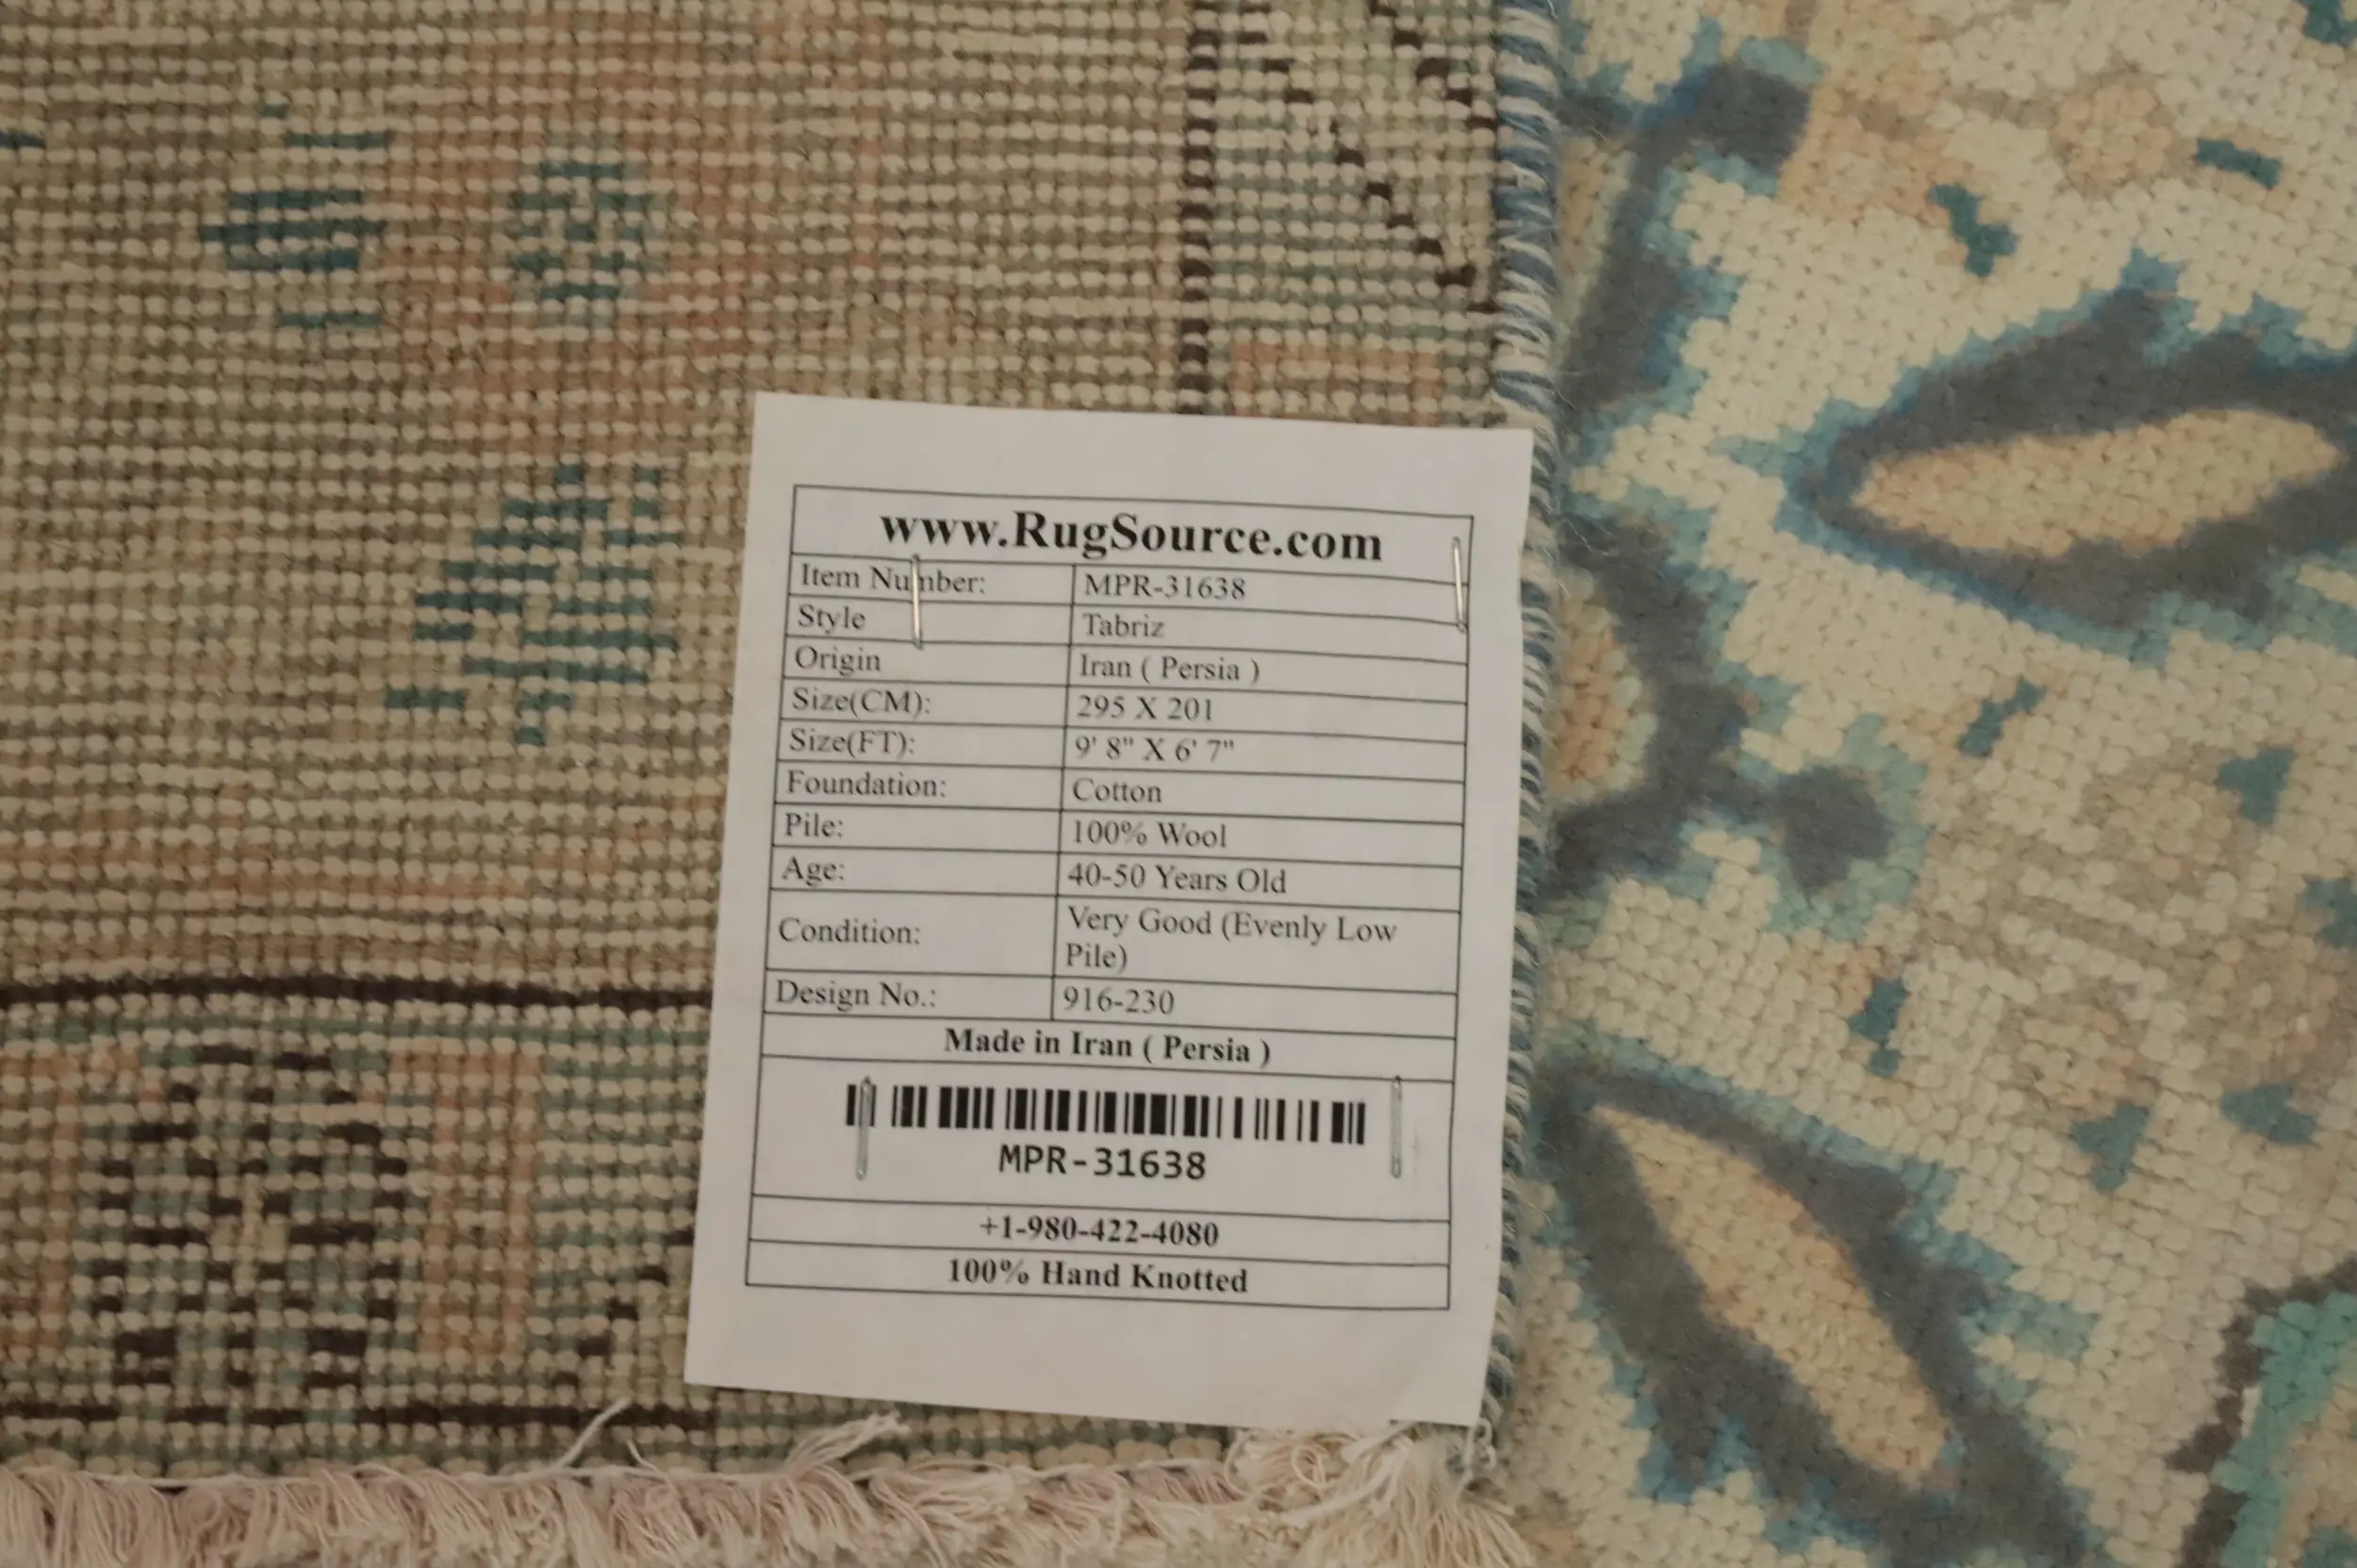 www.RugSource.com
Item Number: MPR-31638
Style Tabriz
Origin Iran ( Persia )
Size(CM): 295 X 201
Size(FT): 9' 8" X 6' 7"
Foundation: Cotton
Pile: 100% Wool
Age: 40-50 Years Old
Condition: Very Good (Evenly Low
Pile)
Design No.: 916-230
Made in Iran ( Persia )
MPR-31638
+1-980-422-4080
100% Hand Knotted